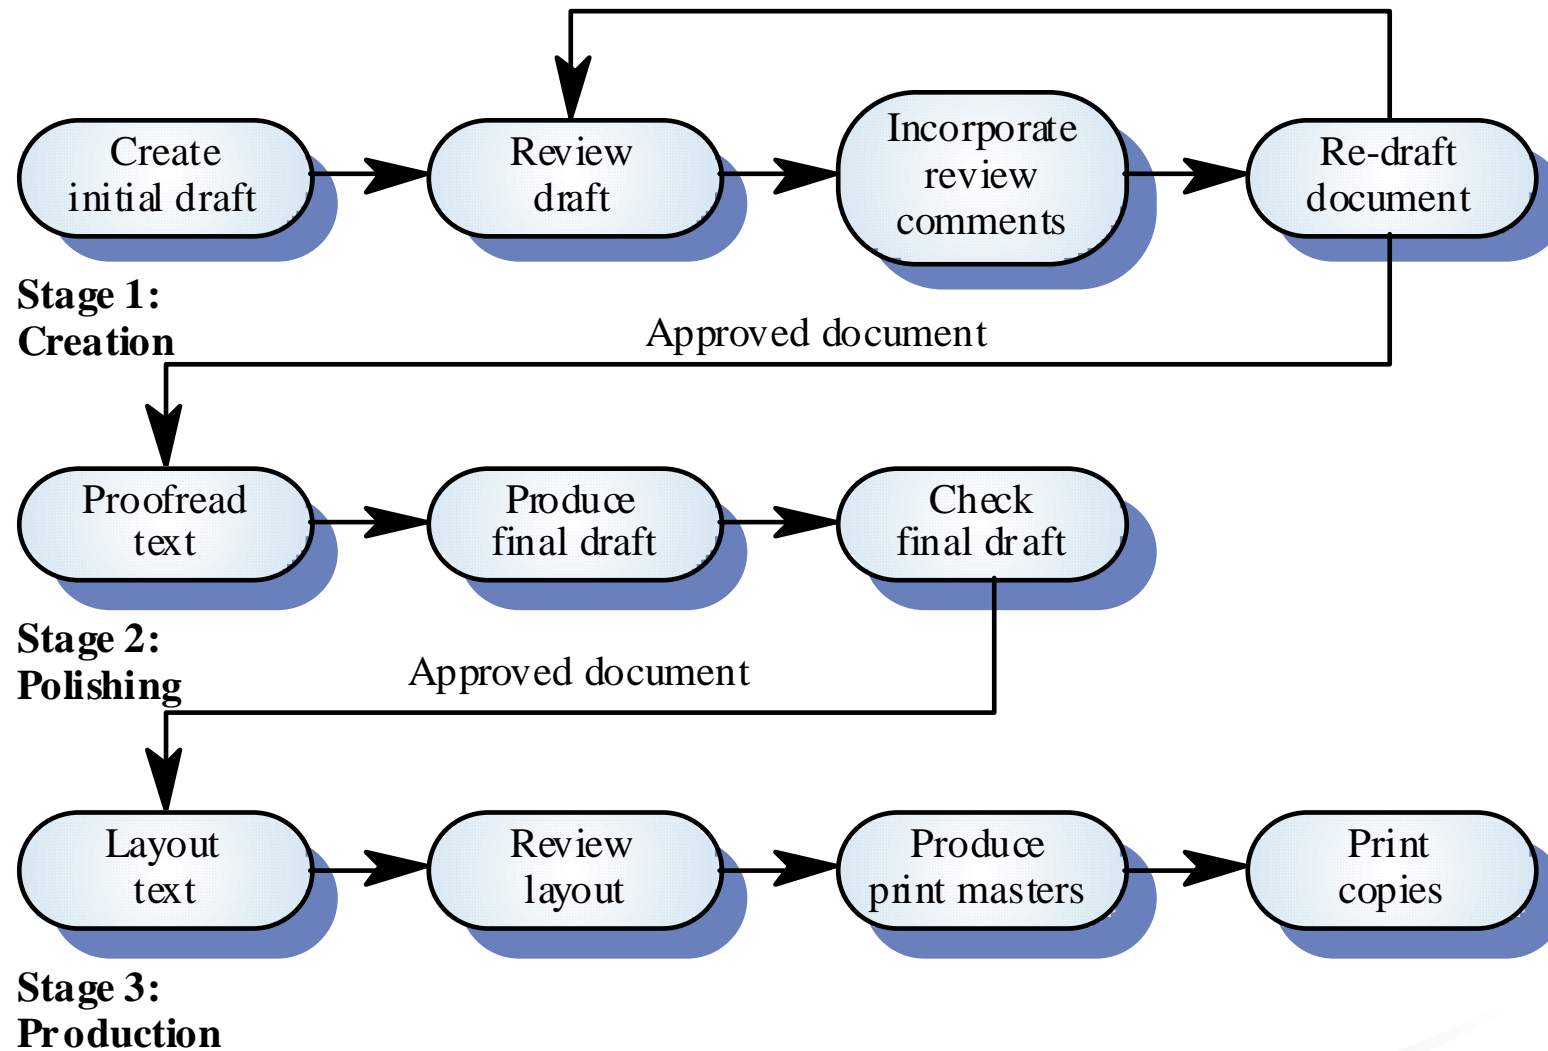 Create
initial draft
Review
draft
Incorporate
review
comments
Re-draft
document
Stage 1:
Creation
Approved document
Proofread
text
Produce
final draft
Check
final draft
Stage 2:
Polishing
Approved document
Layout
text
Review
layout
Produce
print masters
Print
copies
Stage 3:
Production